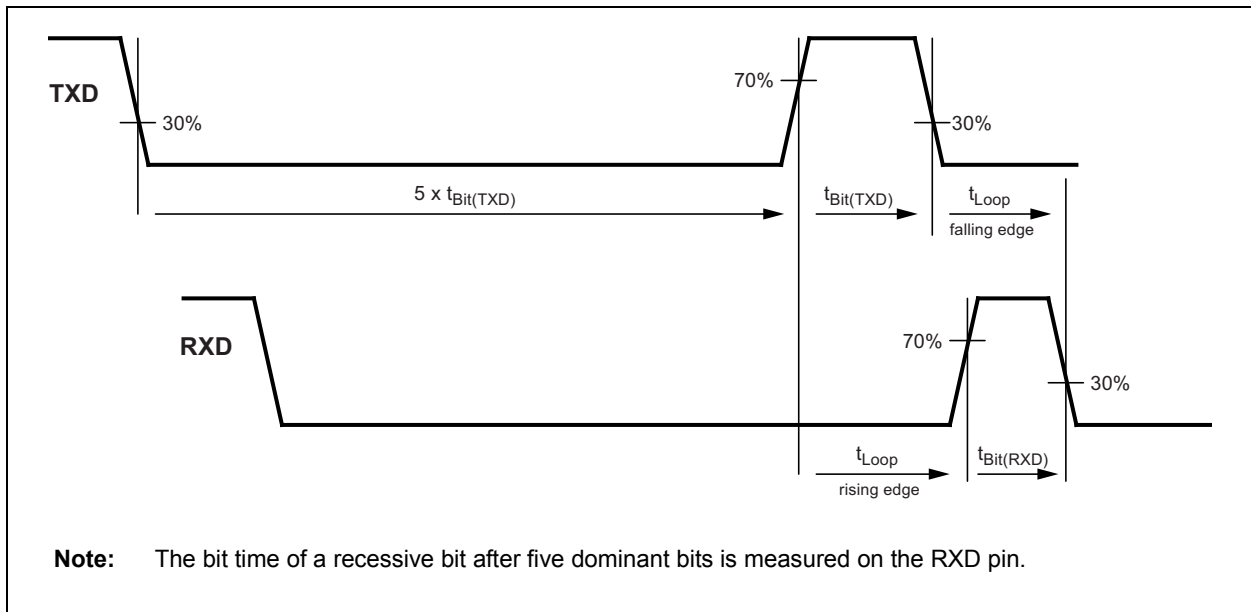 TXD
30%
70%
30%
5 x tBit(TXD)
tBit(TXD)
tLoop
falling edge
RXD
70%
30%
tLoop
rising edge
tBit(RXD)
Note: The bit time of a recessive bit after five dominant bits is measured on the RXD pin.